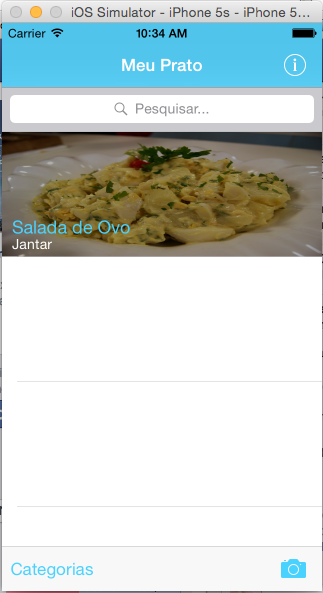 iOS Simulator - iPhone 5s - iPhone 5...
Carrier 10:34 AM
Meu Prato
Pesquisar...
Salada de Ovo
Jantar
Categorias